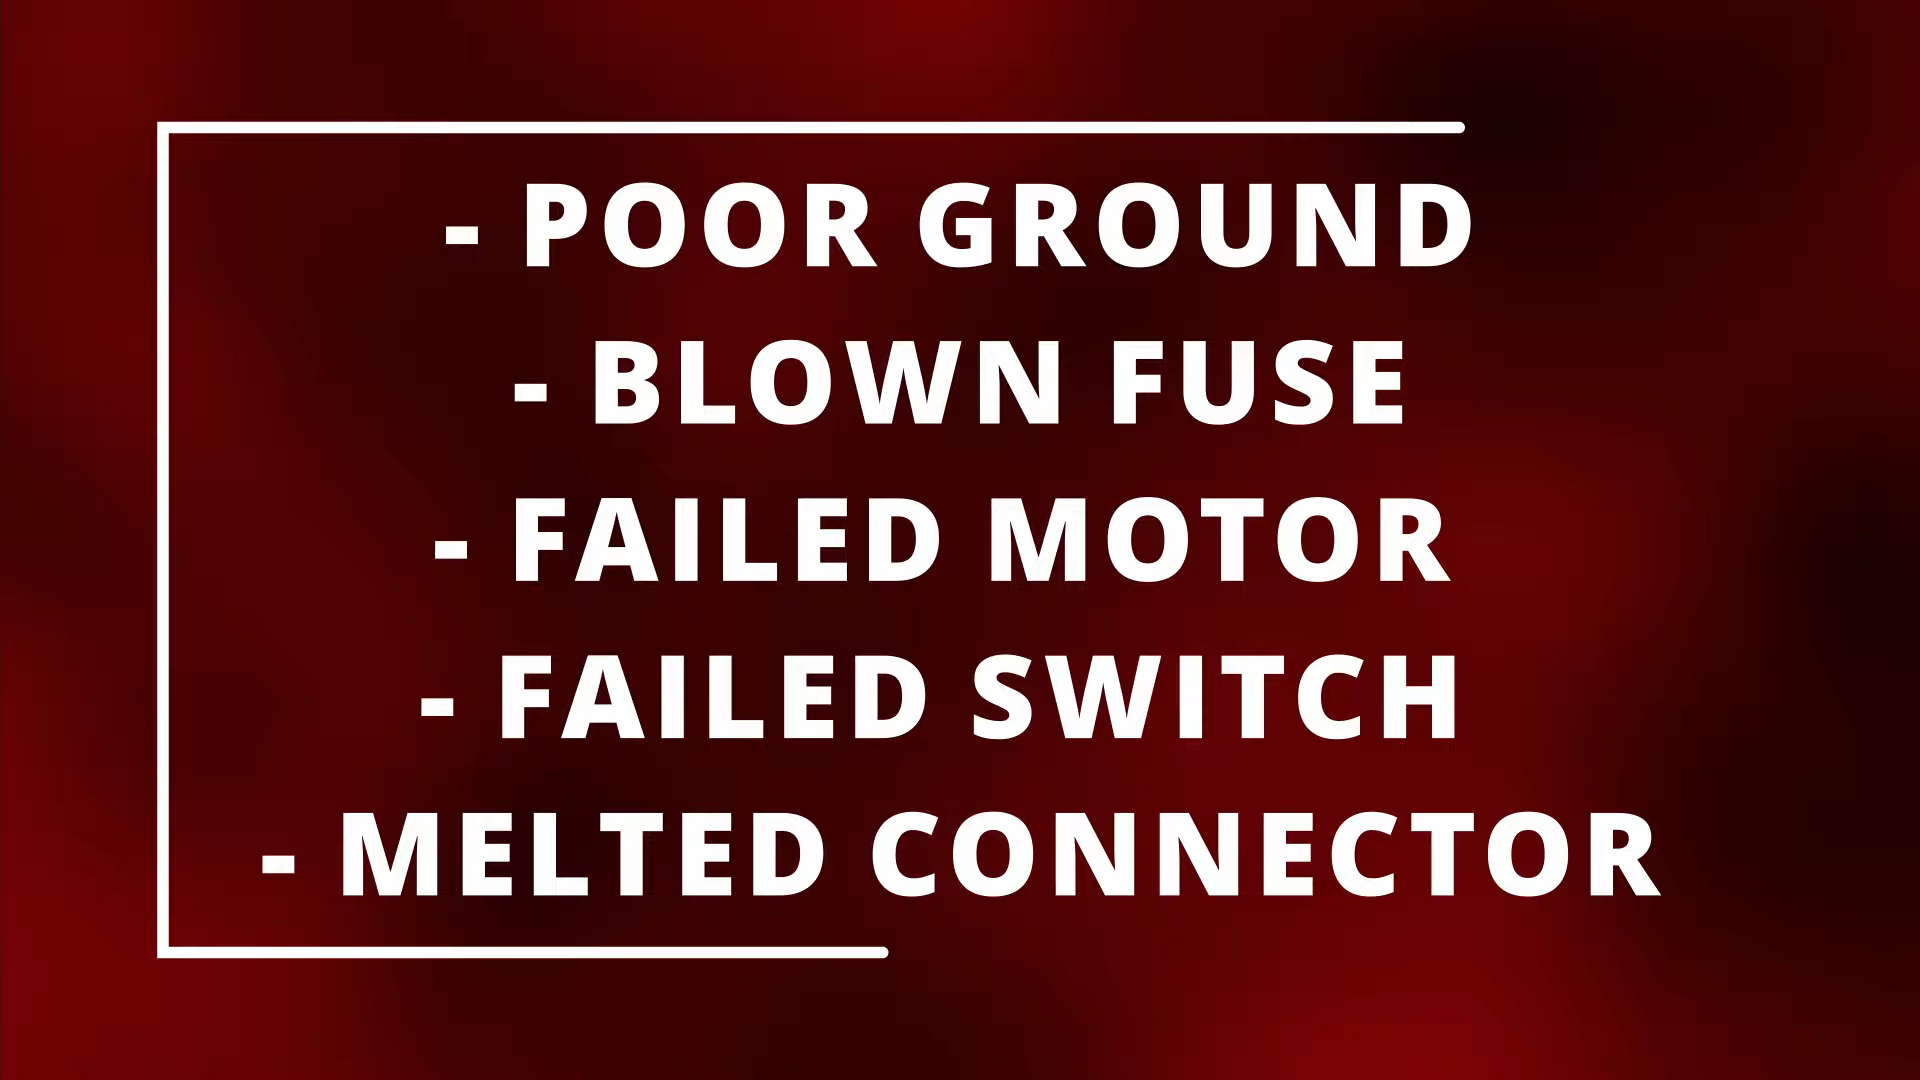 - POOR GROUND
- BLOWN FUSE
- FAILED MOTOR
- FAILED SWITCH
- MELTED CONNECTOR